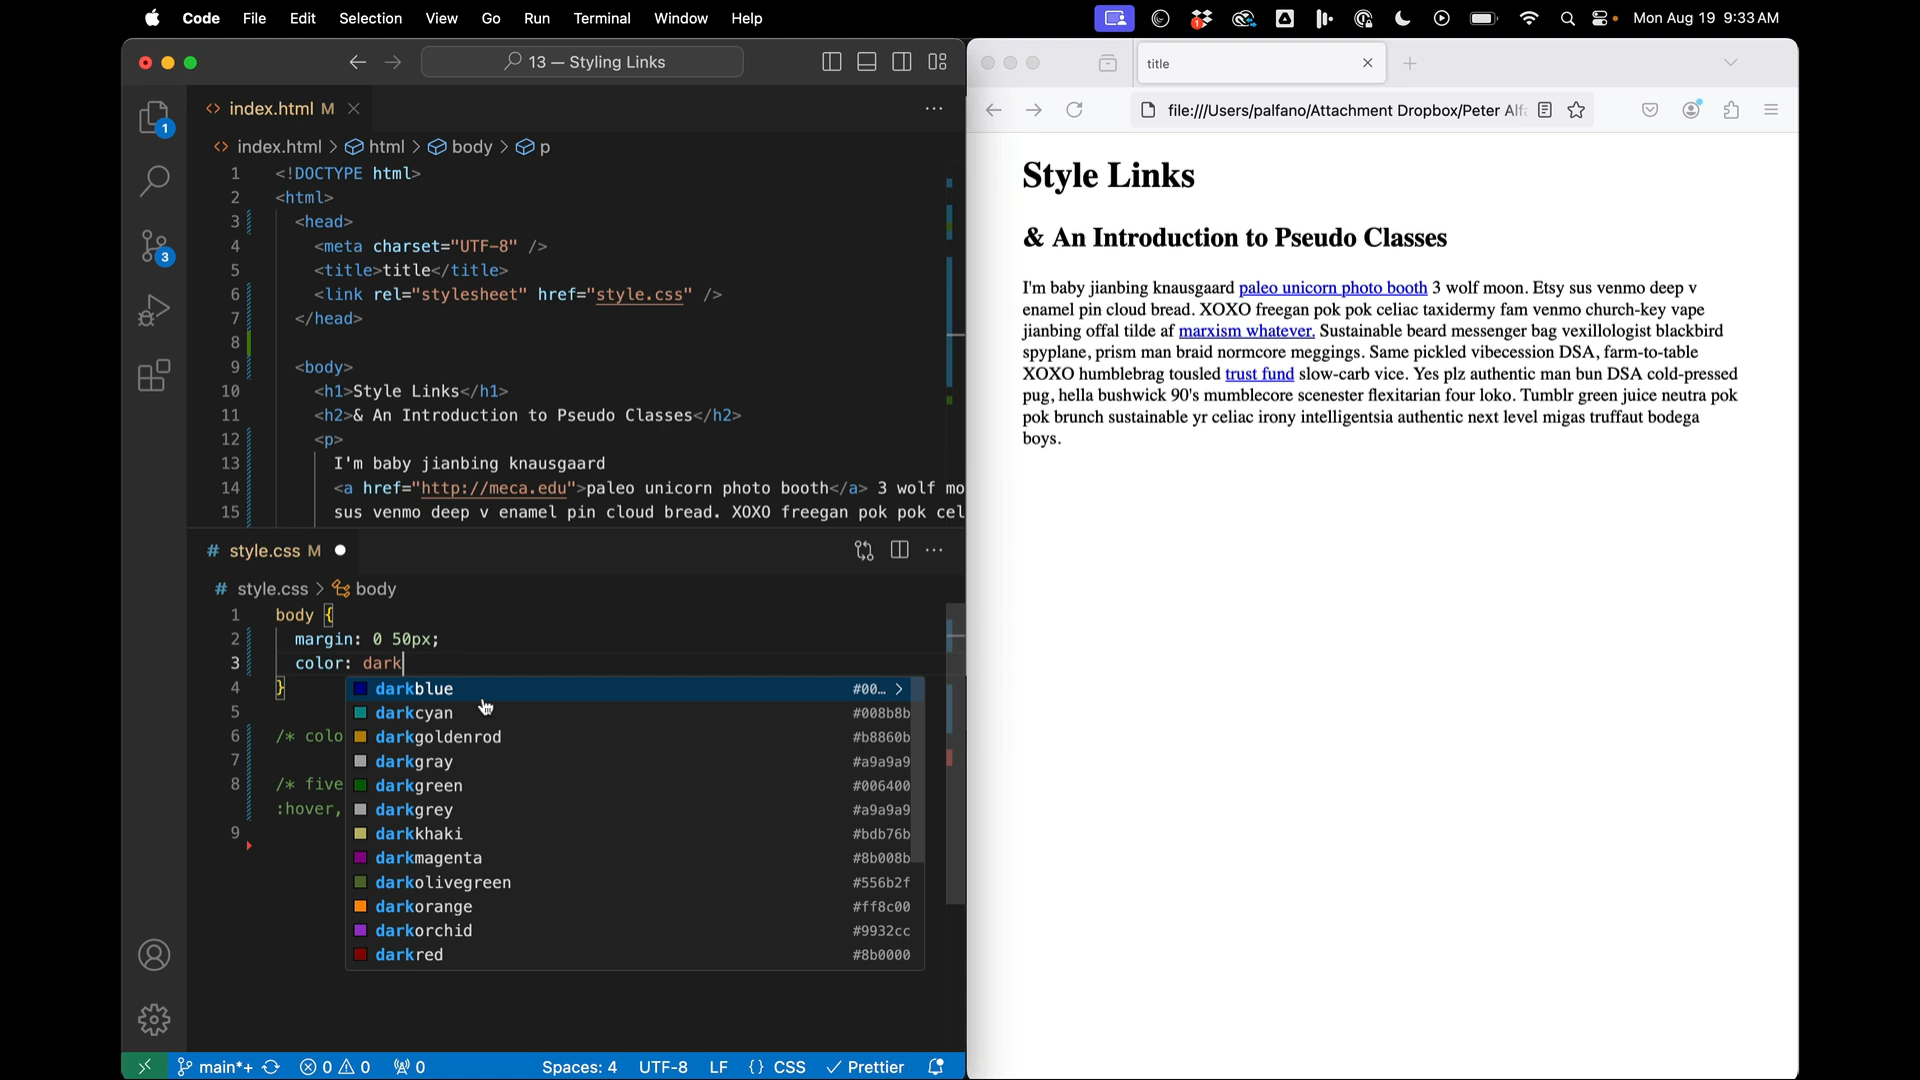 Code File Edit Selection View Go Run Terminal Window Help
1
Mon Aug 19 9:33 AM
13 — Styling Links
title
index.html M
file:///Users/palfano/Attachment Dropbox/Peter Alf
index.html > html > body > p
1 <!DOCTYPE html>
2 <html>
3 <head>
4 <meta charset="UTF-8" />
5 <title>title</title>
6 <link rel="stylesheet" href="style.css" />
7 </head>
8
9 <body>
10 <h1>Style Links</h1>
11 <h2>& An Introduction to Pseudo Classes</h2>
12 <p>
13 I'm baby jianbing knausgaard
14 <a href="http://meca.edu">paleo unicorn photo booth</a> 3 wolf mo
15 sus venmo deep v enamel pin cloud bread. XOXO freegan pok pok cel
1
3
style.css M
style.css > body
1 body {
2 margin: 0 50px;
3 color: dark
4 }
5
6 /* colo
7
8 /* five
:hover,
9
darkblue #00…
darkcyan #008b8b
darkgoldenrod #b8860b
darkgray #a9a9a9
darkgreen #006400
darkgrey #a9a9a9
darkkhaki #bdb76b
darkmagenta #8b008b
darkolivegreen #556b2f
darkorange #ff8c00
darkorchid #9932cc
darkred #8b0000
main*+ 0 0 0 Spaces: 4 UTF-8 LF {} CSS Prettier
Style Links
& An Introduction to Pseudo Classes
I'm baby jianbing knausgaard paleo unicorn photo booth 3 wolf moon. Etsy sus venmo deep v
enamel pin cloud bread. XOXO freegan pok pok celiac taxidermy fam venmo church-key vape
jianbing offal tilde af marxism whatever. Sustainable beard messenger bag vexillologist blackbird
spyplane, prism man braid normcore meggings. Same pickled vibecession DSA, farm-to-table
XOXO humblebrag tousled trust fund slow-carb vice. Yes plz authentic man bun DSA cold-pressed
pug, hella bushwick 90's mumblecore scenester flexitarian four loko. Tumblr green juice neutra pok
pok brunch sustainable yr celiac irony intelligentsia authentic next level migas truffaut bodega
boys.